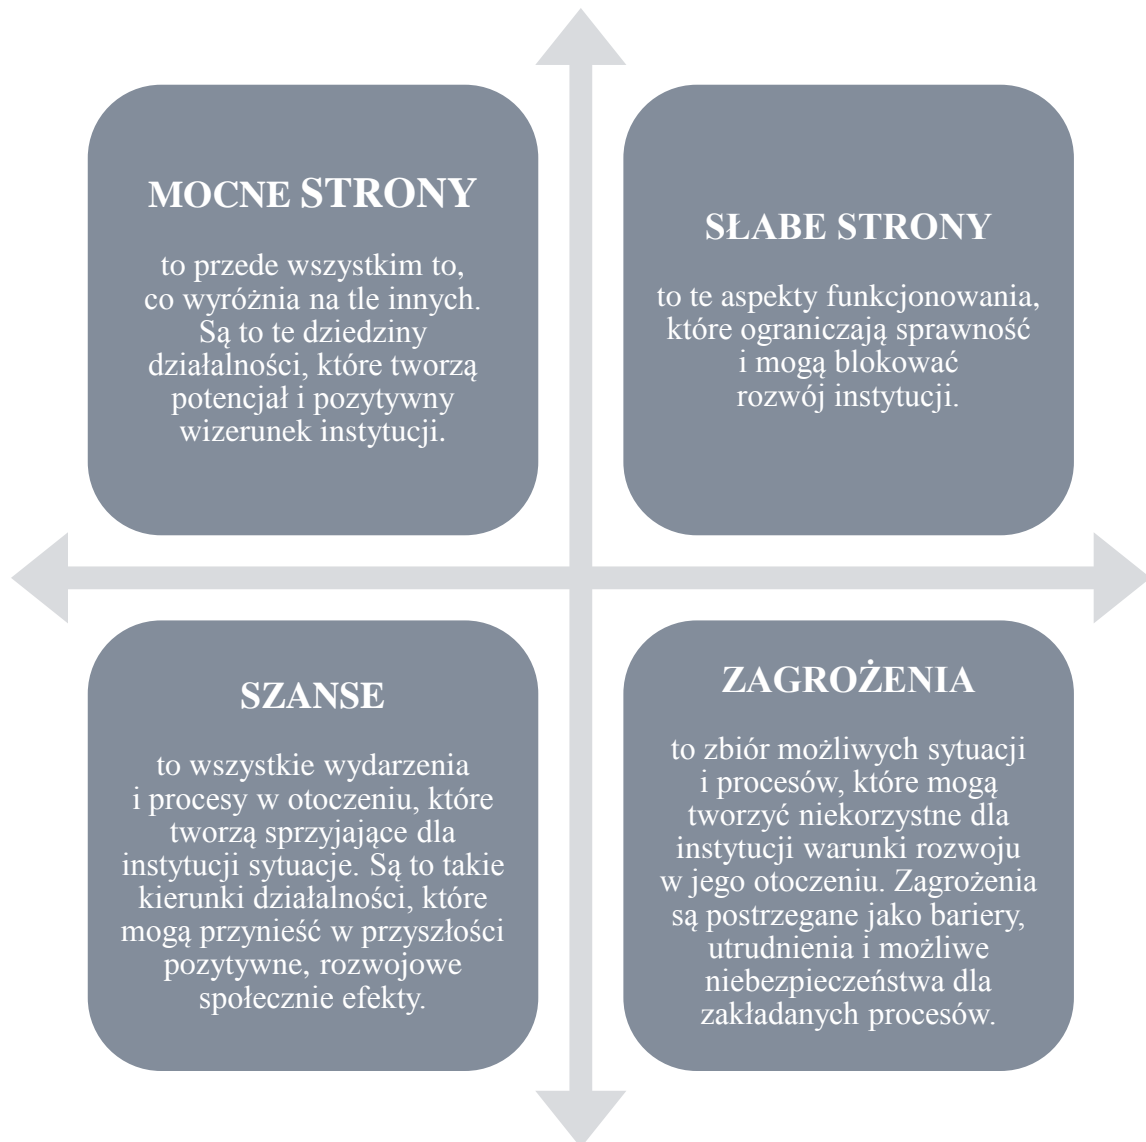 MOCNE STRONY
to przede wszystkim to,
co wyróżnia na tle innych.
Są to te dziedziny
działalności, które tworzą
potencjał i pozytywny
wizerunek instytucji.
SŁABE STRONY
to te aspekty funkcjonowania,
które ograniczają sprawność
i mogą blokować
rozwój instytucji.
SZANSE
to wszystkie wydarzenia
i procesy w otoczeniu, które
tworzą sprzyjające dla
instytucji sytuacje. Są to takie
kierunki działalności, które
mogą przynieść w przyszłości
pozytywne, rozwojowe
społecznie efekty.
ZAGROŻENIA
to zbiór możliwych sytuacji
i procesów, które mogą
tworzyć niekorzystne dla
instytucji warunki rozwoju
w jego otoczeniu. Zagrożenia
są postrzegane jako bariery,
utrudnienia i możliwe
niebezpieczeństwa dla
zakładanych procesów.